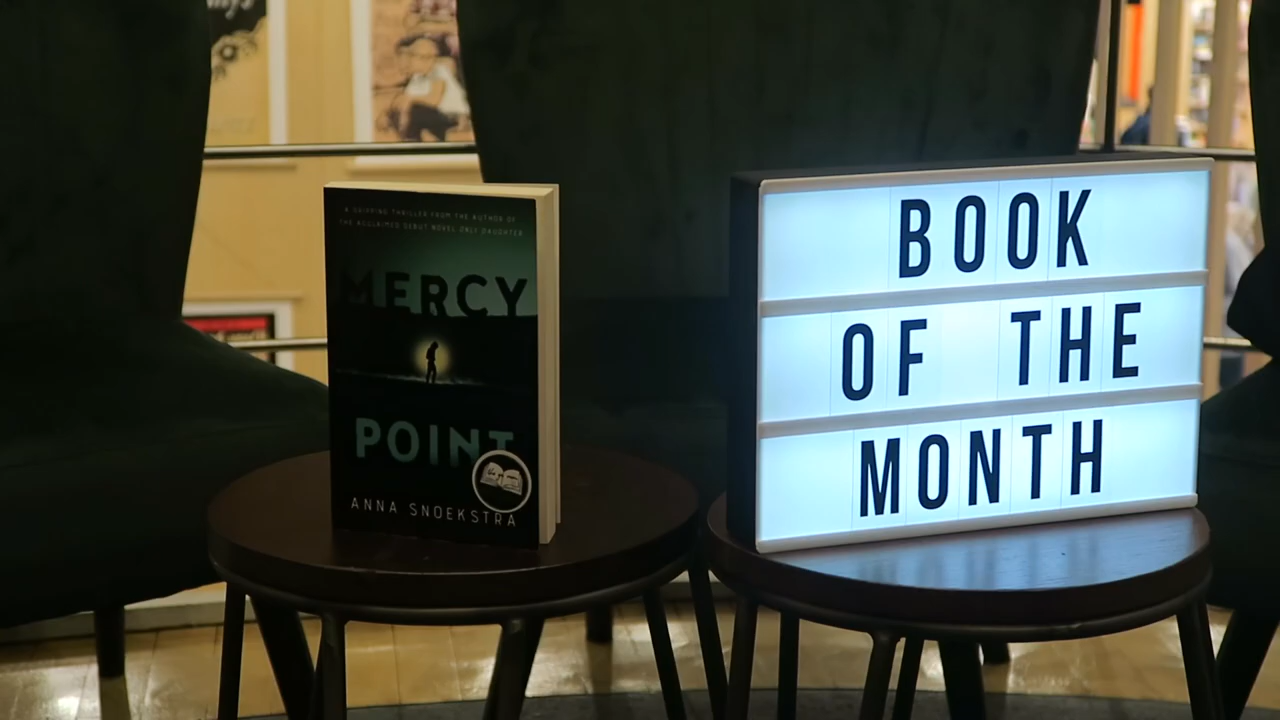 A GRIPPING THRILLER FROM THE AUTHOR OF
THE ACCLAIMED DEBUT NOVEL ONLY DAUGHTER
MERCY
POINT
ANNA SNOEKSTRA
BOOK
OF THE
MONTH